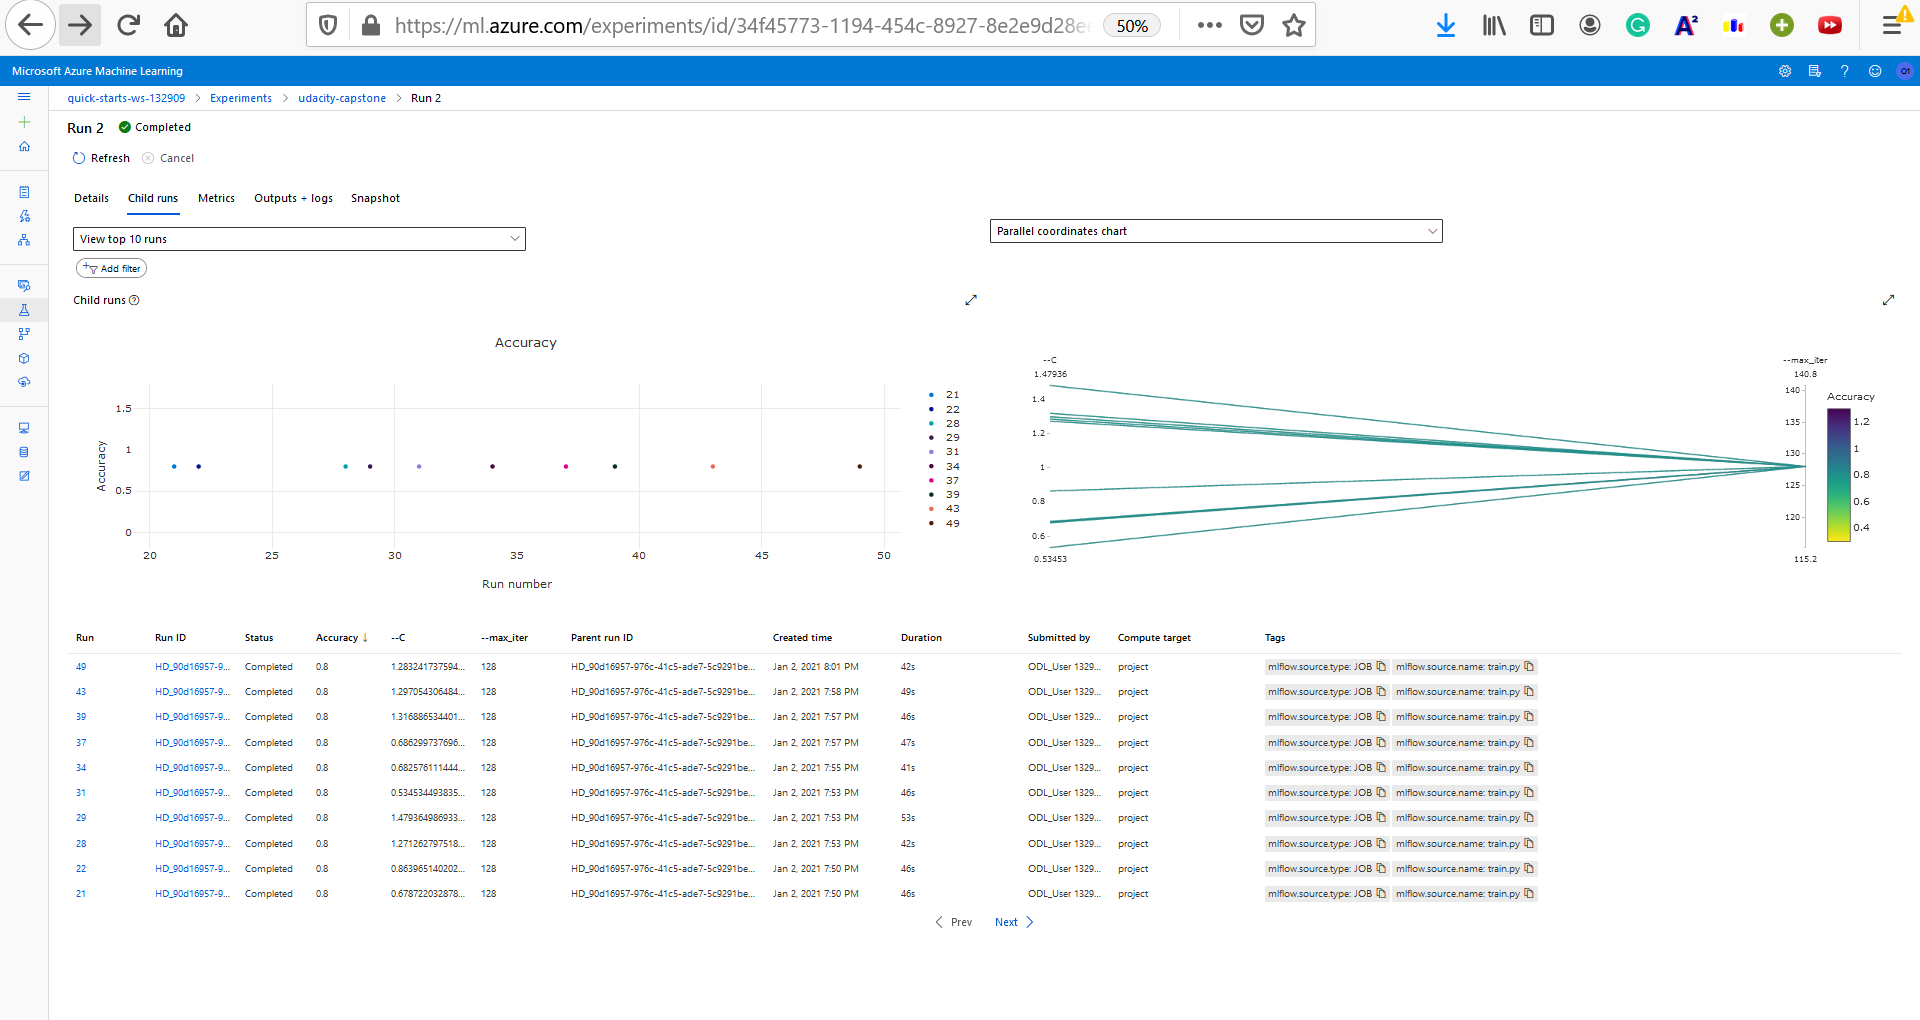 https://ml.azure.com/experiments/id/34f45773-1194-454c-8927-8e2e9d28e
50%
Microsoft Azure Machine Learning
quick-starts-ws-132909 > Experiments > udacity-capstone > Run 2
Run 2 Completed
Refresh Cancel
Details Child runs Metrics Outputs + logs Snapshot
View top 10 runs
Parallel coordinates chart
Add filter
Child runs
Accuracy
Accuracy
1.5
1
0.5
0
20 25 30 35 40 45 50
Run number
21
22
28
29
31
34
37
39
43
49
--C
1.47936
1.4
1.2
1
0.8
0.6
0.53453
--max_iter
140.8
140
135
130
125
120
115.2
Accuracy
1.2
1
0.8
0.6
0.4
Run Run ID Status Accuracy ↓ --C --max_iter Parent run ID Created time Duration Submitted by Compute target Tags
49 HD_90d16957-9... Completed 0.8 1.283241737594... 128 HD_90d16957-976c-41c5-ade7-5c9291be... Jan 2, 2021 8:01 PM 42s ODL_User 1329... project mlflow.source.type: JOB mlflow.source.name: train.py
43 HD_90d16957-9... Completed 0.8 1.297054306484... 128 HD_90d16957-976c-41c5-ade7-5c9291be... Jan 2, 2021 7:58 PM 49s ODL_User 1329... project mlflow.source.type: JOB mlflow.source.name: train.py
39 HD_90d16957-9... Completed 0.8 1.316886534401... 128 HD_90d16957-976c-41c5-ade7-5c9291be... Jan 2, 2021 7:57 PM 46s ODL_User 1329... project mlflow.source.type: JOB mlflow.source.name: train.py
37 HD_90d16957-9... Completed 0.8 0.686299737696... 128 HD_90d16957-976c-41c5-ade7-5c9291be... Jan 2, 2021 7:57 PM 47s ODL_User 1329... project mlflow.source.type: JOB mlflow.source.name: train.py
34 HD_90d16957-9... Completed 0.8 0.682576111444... 128 HD_90d16957-976c-41c5-ade7-5c9291be... Jan 2, 2021 7:55 PM 41s ODL_User 1329... project mlflow.source.type: JOB mlflow.source.name: train.py
31 HD_90d16957-9... Completed 0.8 0.534534493835... 128 HD_90d16957-976c-41c5-ade7-5c9291be... Jan 2, 2021 7:53 PM 46s ODL_User 1329... project mlflow.source.type: JOB mlflow.source.name: train.py
29 HD_90d16957-9... Completed 0.8 1.479364986933... 128 HD_90d16957-976c-41c5-ade7-5c9291be... Jan 2, 2021 7:53 PM 53s ODL_User 1329... project mlflow.source.type: JOB mlflow.source.name: train.py
28 HD_90d16957-9... Completed 0.8 1.271262797518... 128 HD_90d16957-976c-41c5-ade7-5c9291be... Jan 2, 2021 7:53 PM 42s ODL_User 1329... project mlflow.source.type: JOB mlflow.source.name: train.py
22 HD_90d16957-9... Completed 0.8 0.863965140202... 128 HD_90d16957-976c-41c5-ade7-5c9291be... Jan 2, 2021 7:50 PM 46s ODL_User 1329... project mlflow.source.type: JOB mlflow.source.name: train.py
21 HD_90d16957-9... Completed 0.8 0.678722032878... 128 HD_90d16957-976c-41c5-ade7-5c9291be... Jan 2, 2021 7:50 PM 46s ODL_User 1329... project mlflow.source.type: JOB mlflow.source.name: train.py
Prev Next